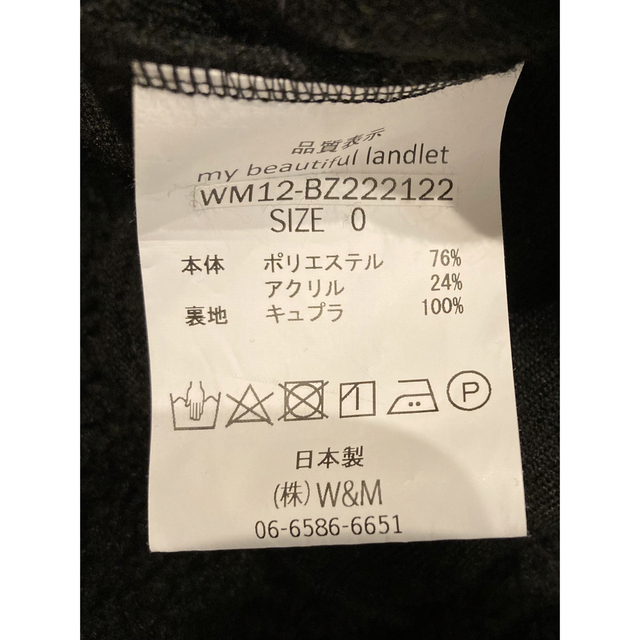 品質表示
my beautiful landlet
WM12-BZ222122
SIZE 0
本体 ポリエステル 76%
アクリル 24%
裏地 キュプラ 100%
P
日本製
(株)W&M
06-6586-6651